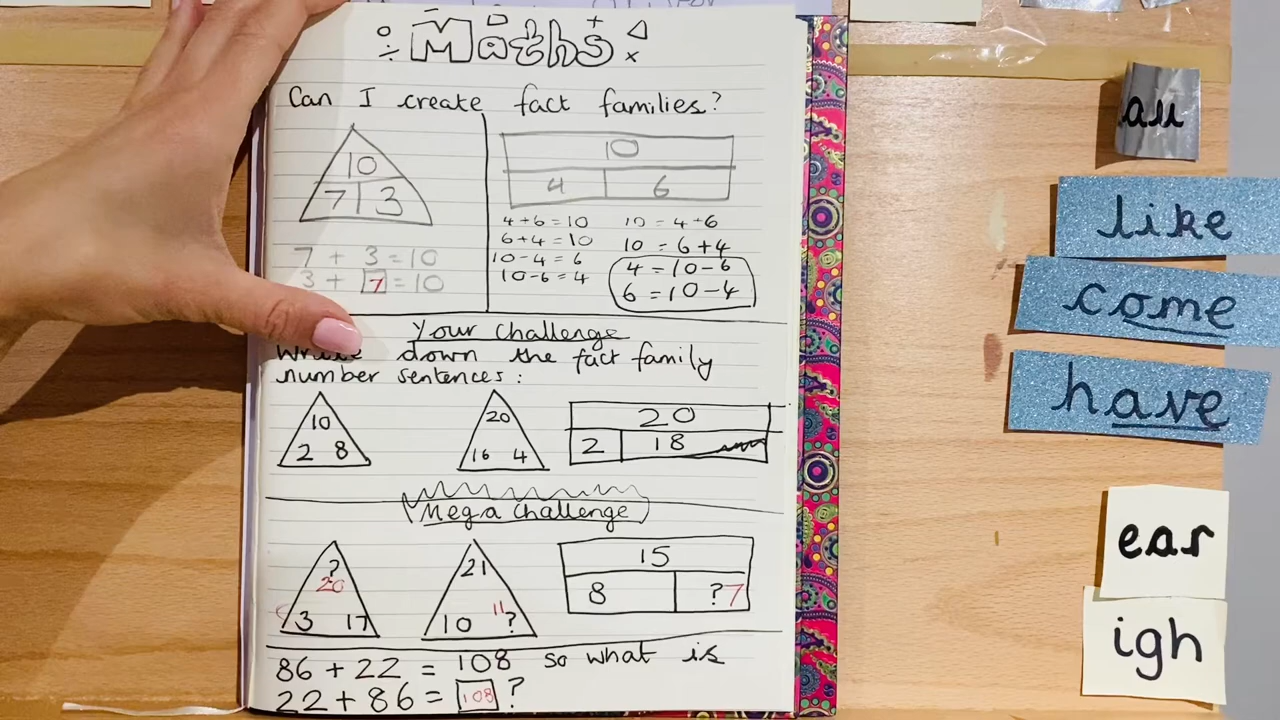 Maths
Can I create fact families?
10
7 3
7 + 3 = 10
3 + 7 = 10
10
4 6
4+6=10
6+4=10
10-4=6
10-6=4
10 = 4+6
10 = 6+4
4 = 10-6
6 = 10-4
Your Challenge
down the fact family
number sentences:
10
2 8
20
16 4
20
2 18
Mega Challenge
?
20
3 17
21
11
10 ?
15
8 ? 7
86 + 22 = 108 so what is
22 + 86 = 108 ?
au
like
come
have
ear
igh